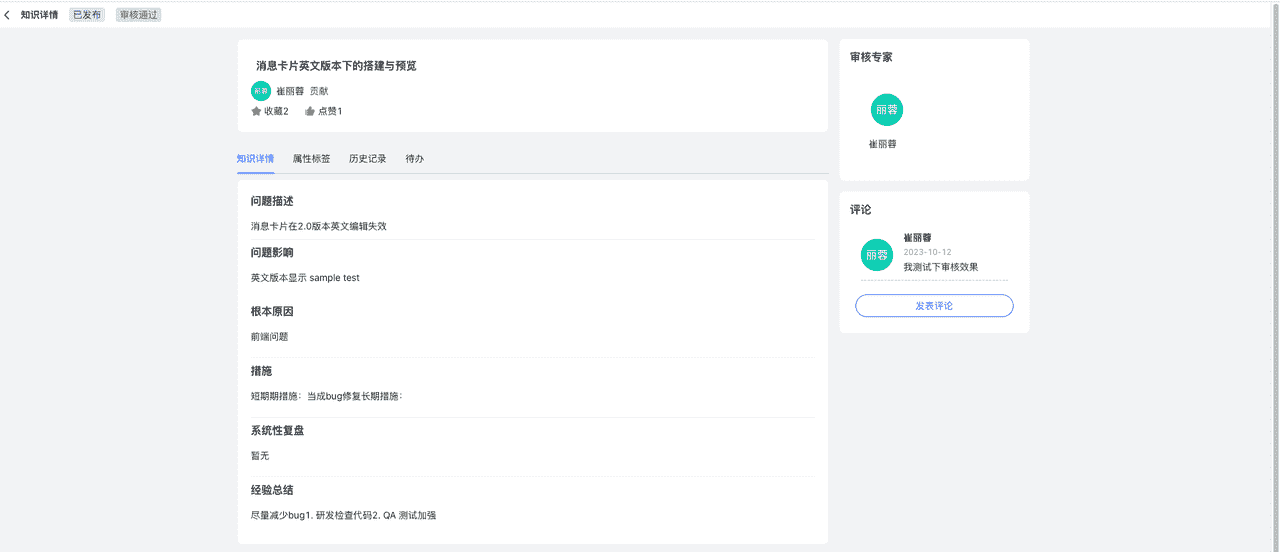 知识详情 已发布 审核通过
消息卡片英文版本下的搭建与预览
丽蓉 崔丽蓉 贡献
收藏2 点赞1
知识详情 属性标签 历史记录 待办
问题描述
消息卡片在2.0版本英文编辑失效
问题影响
英文版本显示 sample test
根本原因
前端问题
措施
短期期措施：当成bug修复长期措施：
系统性复盘
暂无
经验总结
尽量减少bug1. 研发检查代码2. QA 测试加强
审核专家
丽蓉
崔丽蓉
评论
丽蓉
崔丽蓉
2023-10-12
我测试下审核效果
发表评论